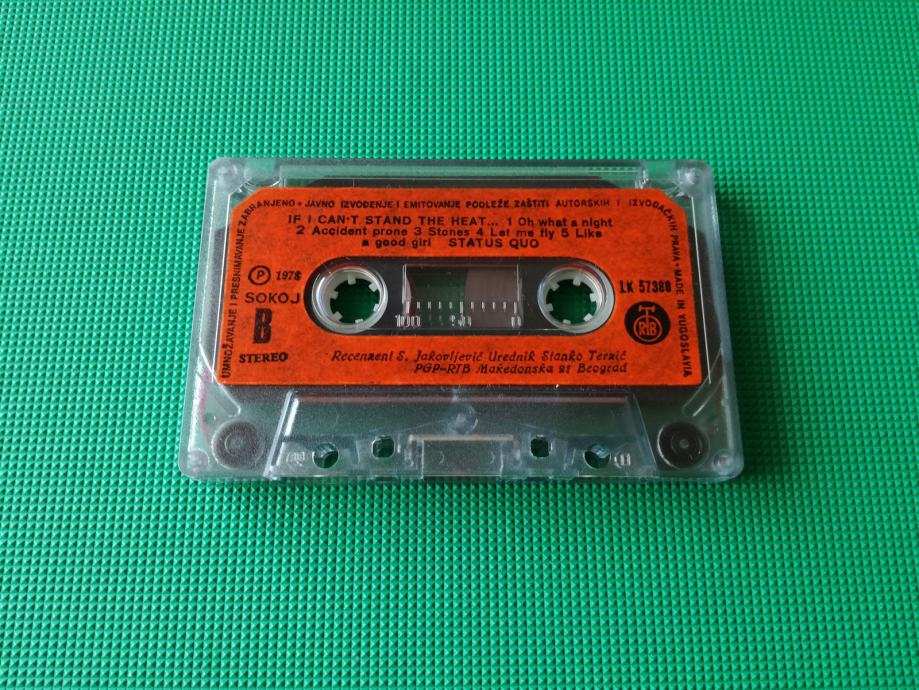 UMNOŽAVANJE I PRESNIMAVANJE ZABRANJENO • JAVNO IZVOĐENJE I EMITOVANJE PODLEŽE ZAŠTITI AUTORSKIH I IZVOĐAČKIH PRAVA • MADE IN YUGOSLAVIA
IF I CAN'T STAND THE HEAT... 1 Oh what a night
2 Accident prone 3 Stones 4 Let me fly 5 Like
a good girl STATUS QUO
Ⓟ 1978
SOKOJ
B
STEREO
LK 57380
RTB
100 50 0
Recenzent S. Jakovljević Urednik Stanko Terzić
PGP-RTB Makedonska 21 Beograd